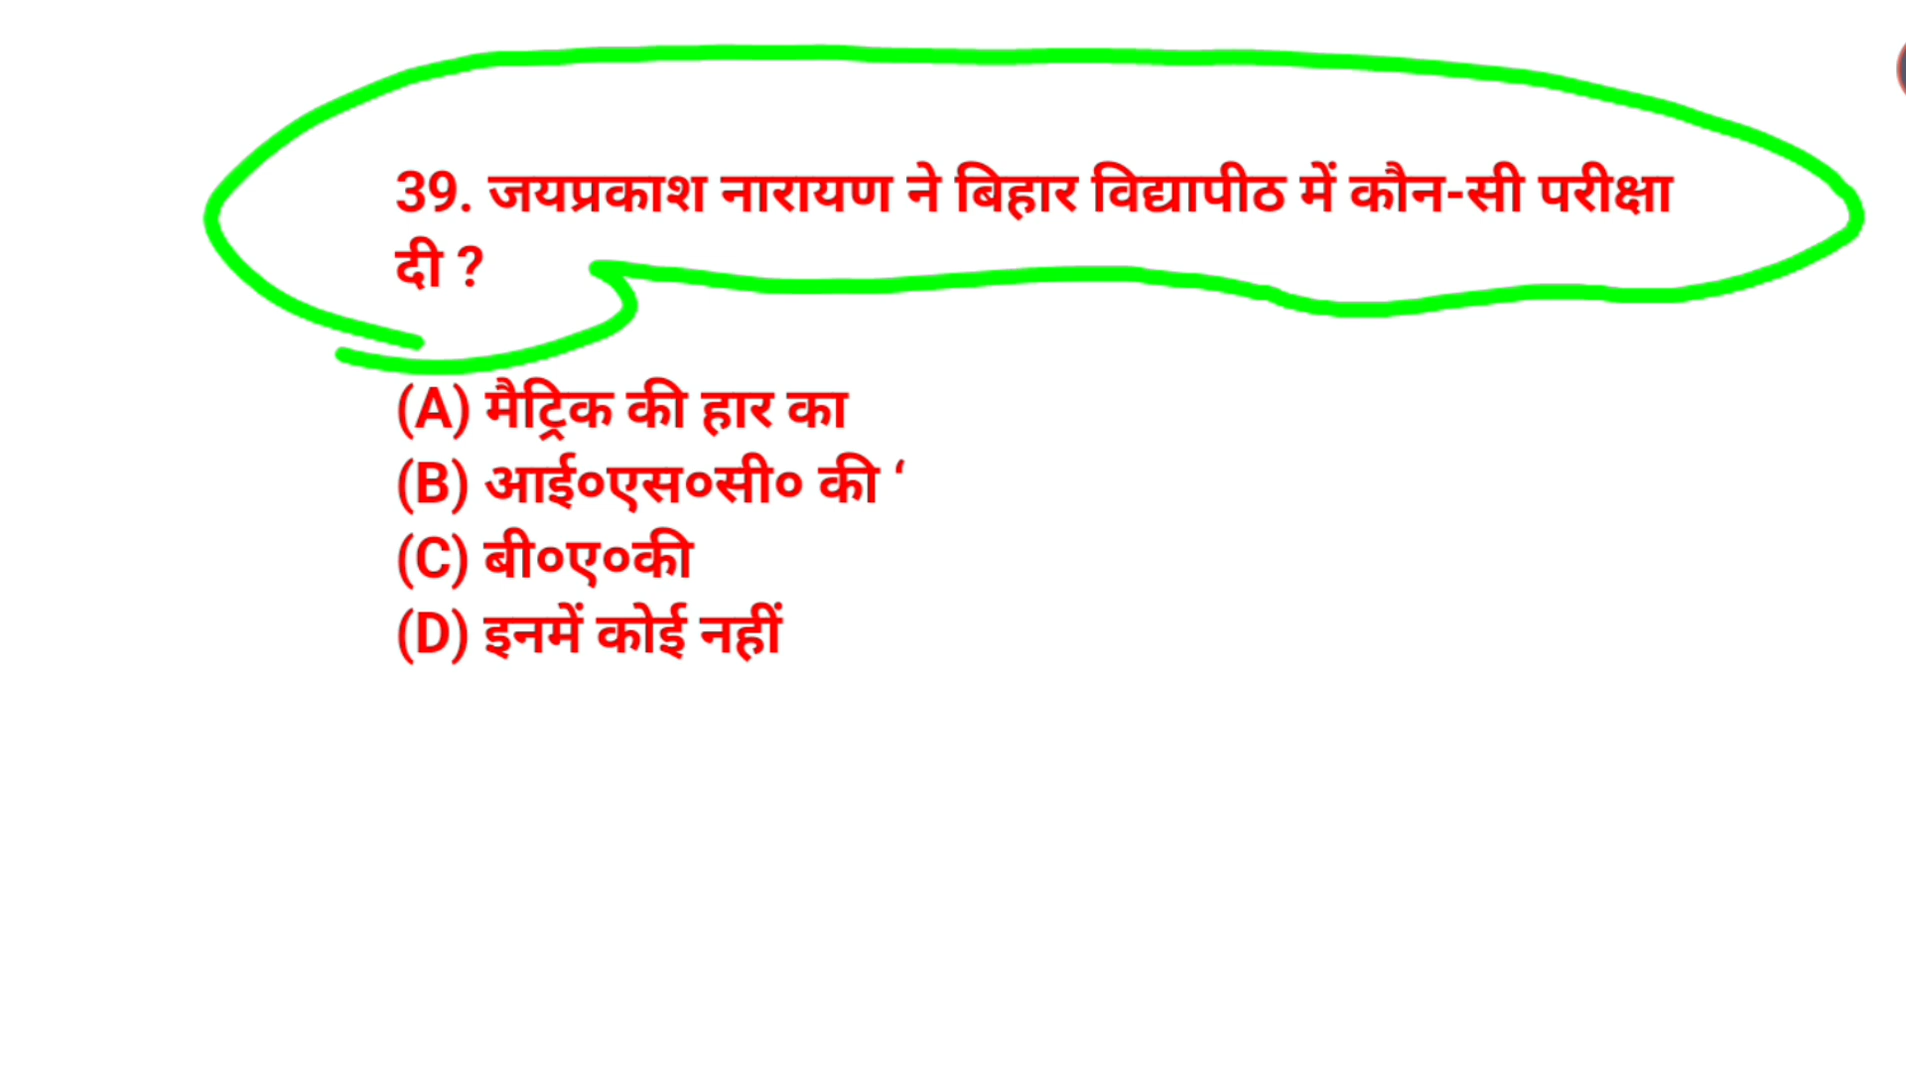 39. जयप्रकाश नारायण ने बिहार विद्यापीठ में कौन-सी परीक्षा
दी ?
(A) मैट्रिक की हार का
(B) आई०एस०सी० की ‘
(C) बी०ए०की
(D) इनमें कोई नहीं